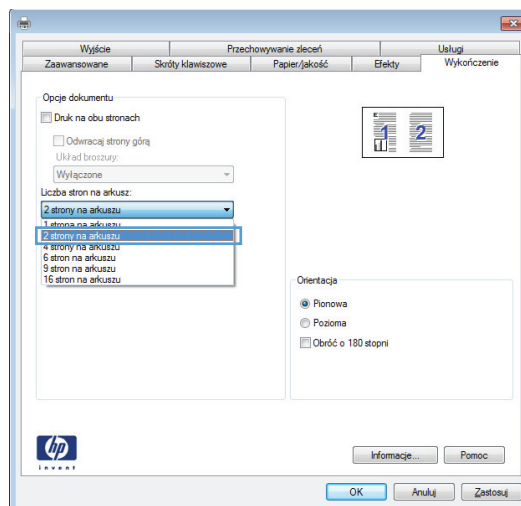 Wyjście Przechowywanie zleceń Usługi
Zaawansowane Skróty klawiszowe Papier/jakość Efekty Wykończenie
Opcje dokumentu
Druk na obu stronach
Odwracaj strony górą
Układ broszury:
Wyłączone
Liczba stron na arkusz:
2 strony na arkuszu
1 strona na arkuszu
2 strony na arkuszu
4 strony na arkuszu
6 stron na arkuszu
9 stron na arkuszu
16 stron na arkuszu
1 2
Orientacja
Pionowa
Pozioma
Obróć o 180 stopni
hp
invent
Informacje... Pomoc
OK Anuluj Zastosuj